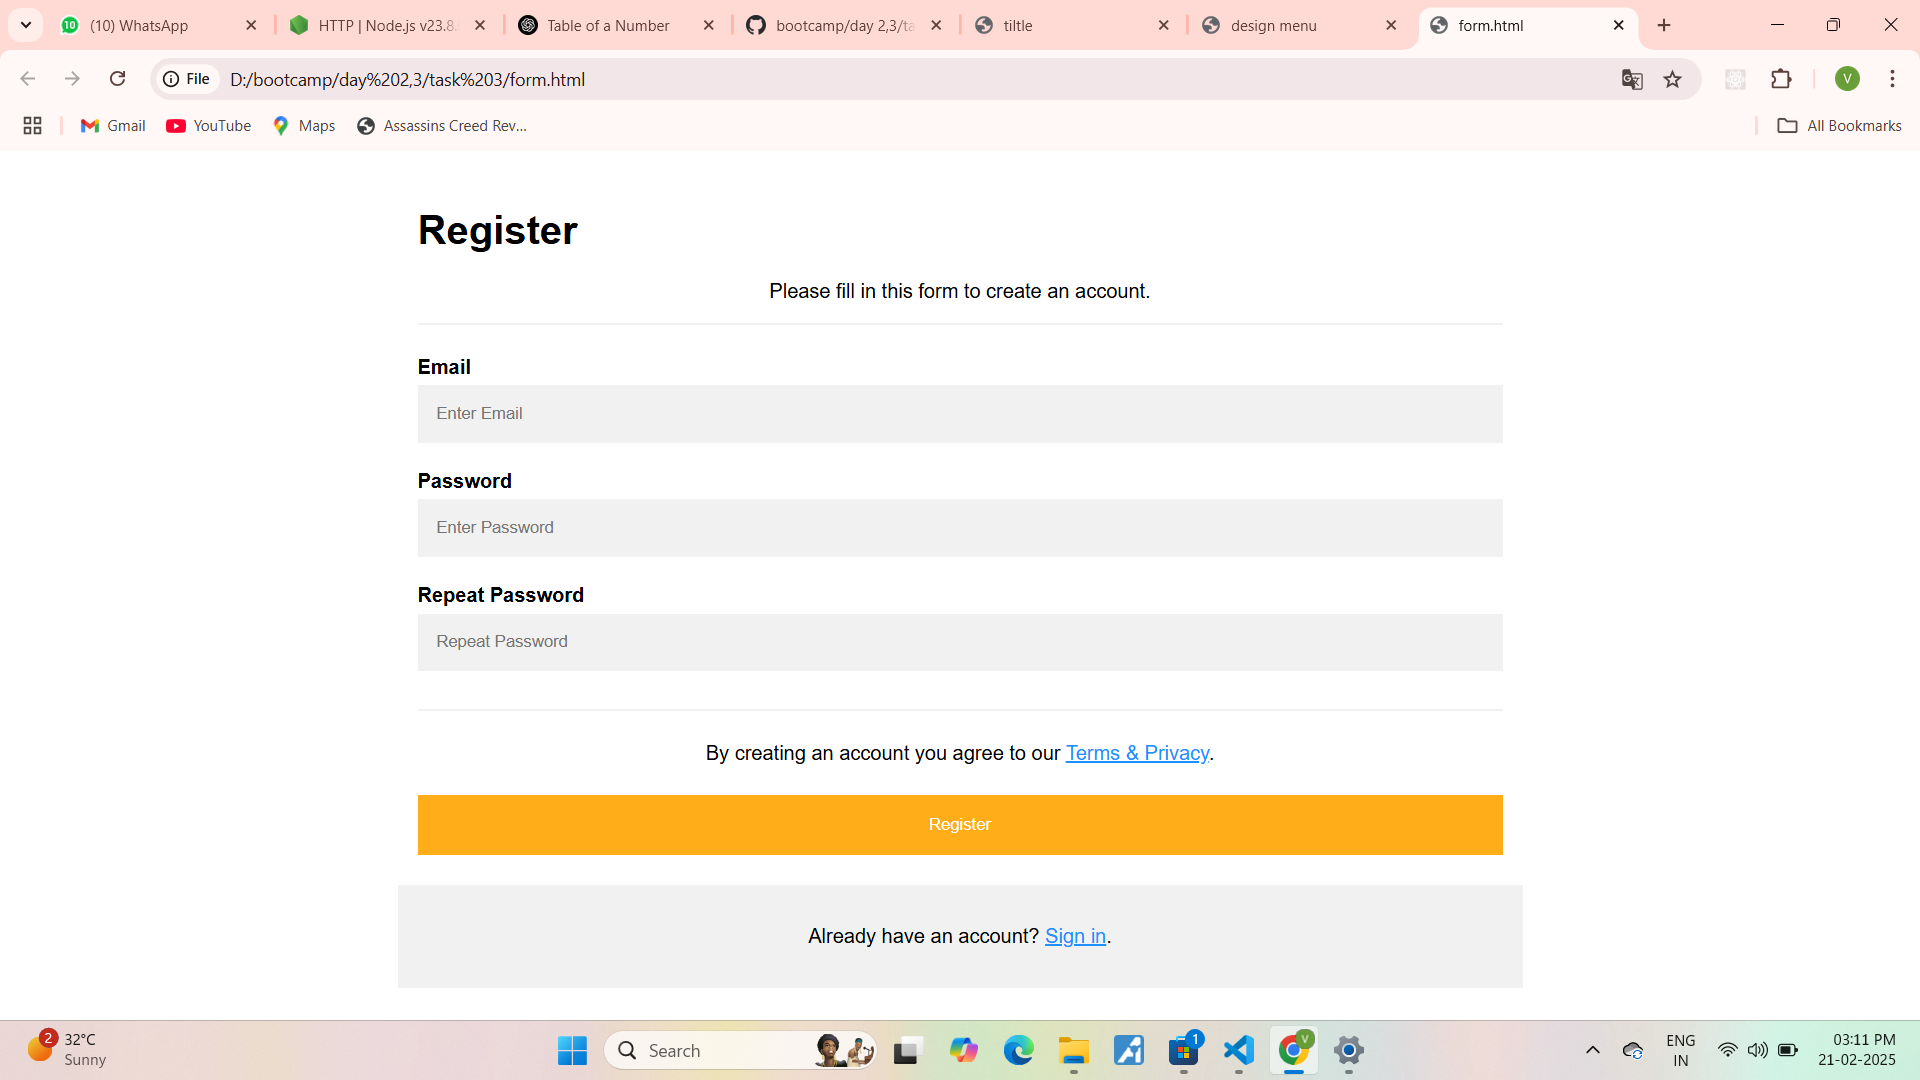 (10) WhatsApp
HTTP | Node.js v23.8.
Table of a Number
bootcamp/day 2,3/ta
tiltle
design menu
form.html
File
D:/bootcamp/day%202,3/task%203/form.html
V
Gmail
YouTube
Maps
Assassins Creed Rev...
All Bookmarks
Register
Please fill in this form to create an account.
Email
Enter Email
Password
Enter Password
Repeat Password
Repeat Password
By creating an account you agree to our Terms & Privacy.
Register
Already have an account? Sign in.
2
32°C
Sunny
Search
1
V
ENG
IN
03:11 PM
21-02-2025